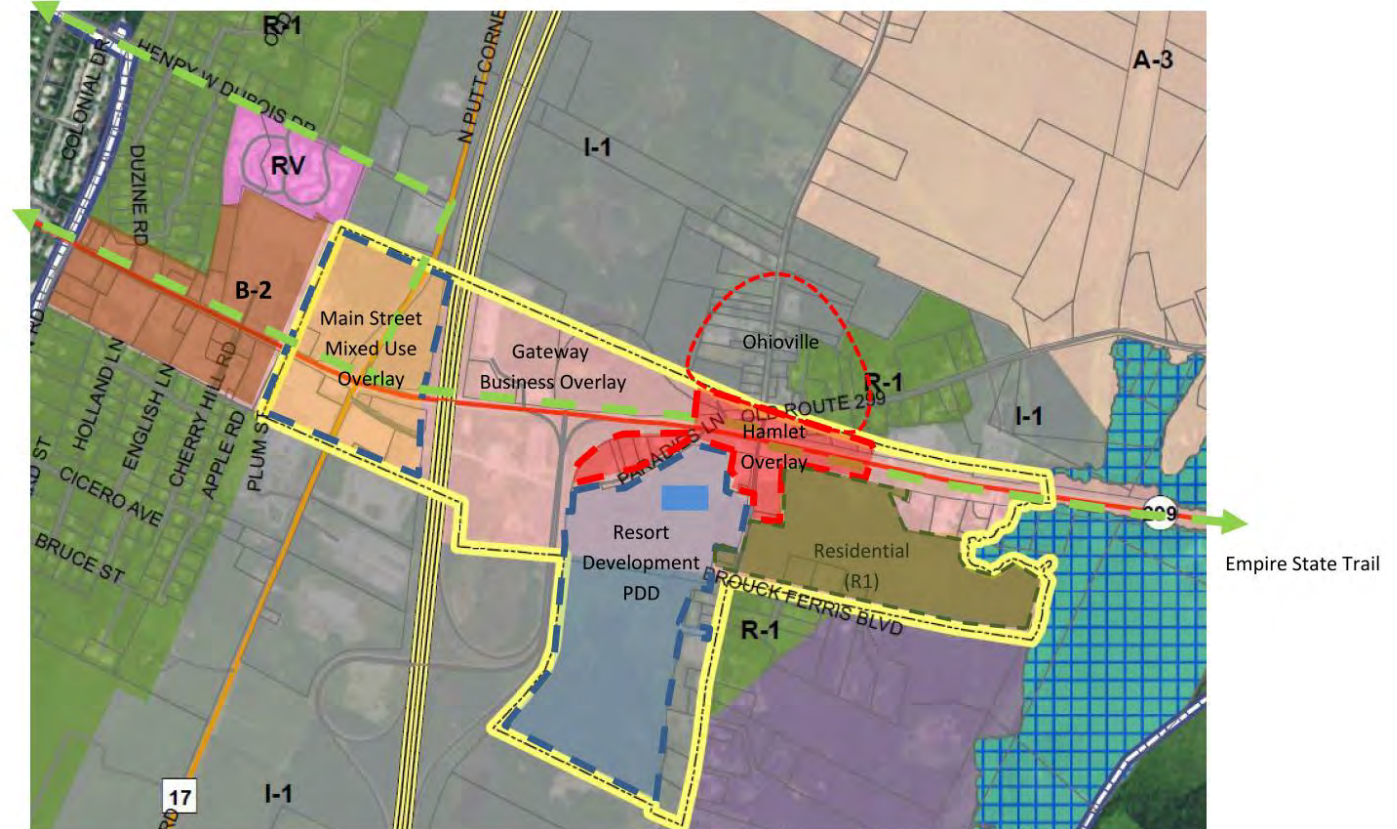 R-1
A-3
HENRY W DUBOIS DR
COLONIAL DR
N PUTT CORNE
DUZINE RD
RV
I-1
B-2
Main Street
Mixed Use
Overlay
Gateway
Business Overlay
Ohioville
R-1
OLD ROUTE 299
I-1
Hamlet
Overlay
PARADIES LN
HOLLAND LN
ENGLISH LN
CHERRY HILL RD
APPLE RD
PLUM ST
CICERO AVE
BRUCE ST
Resort
Development
PDD
Residential
(R1)
299
Empire State Trail
BROUCK FERRIS BLVD
R-1
17
I-1
RD